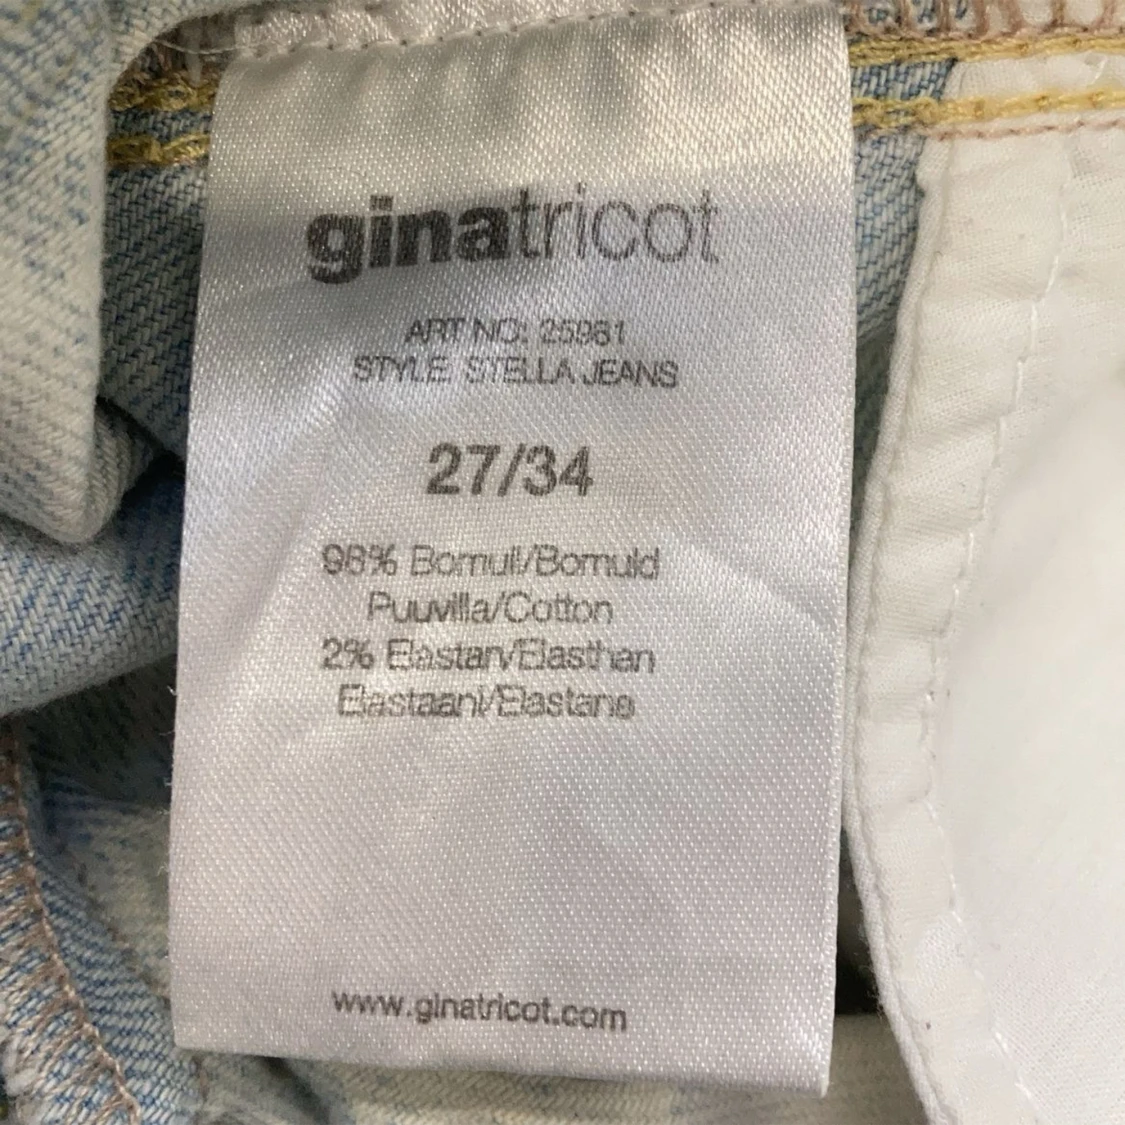 ginatricot
ART NO: 25981
STYLE: STELLA JEANS
27/34
98% Bomull/Bomuld
Puuvilla/Cotton
2% Elastan/Elasthan
Elastaani/Elastane
www.ginatricot.com